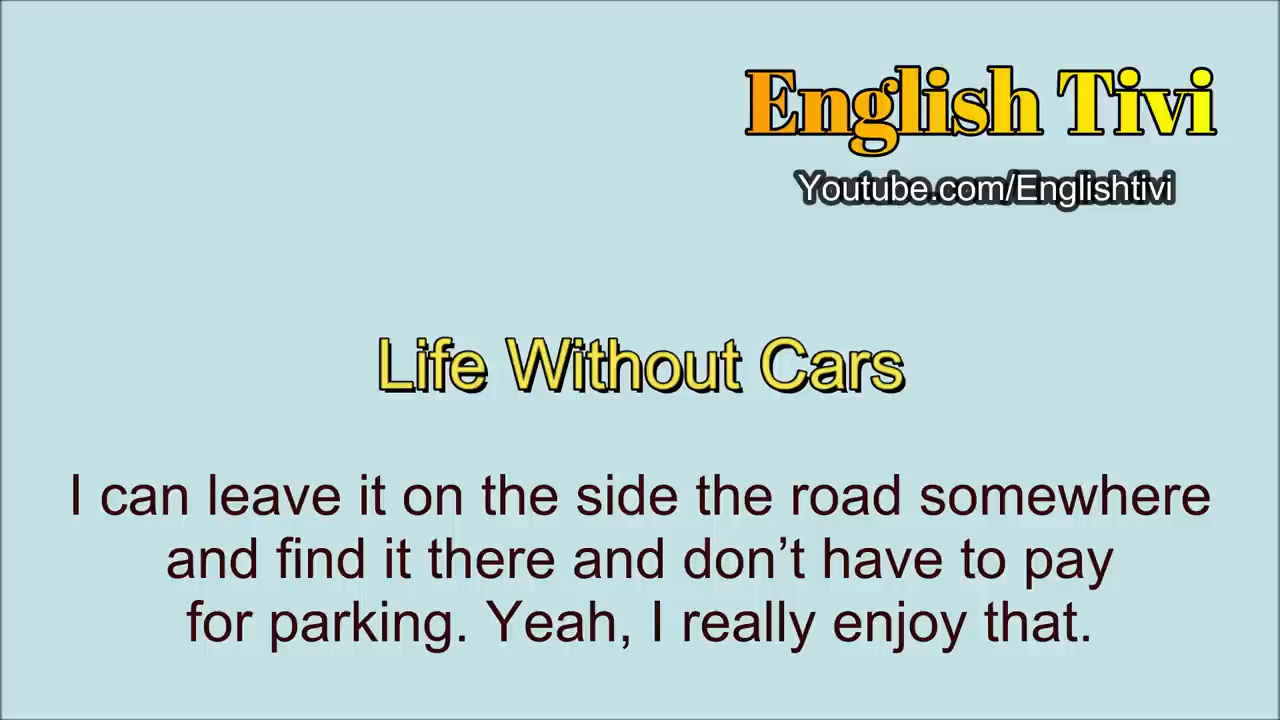 English Tivi
Youtube.com/Englishtivi
Life Without Cars
I can leave it on the side the road somewhere
and find it there and don’t have to pay
for parking. Yeah, I really enjoy that.